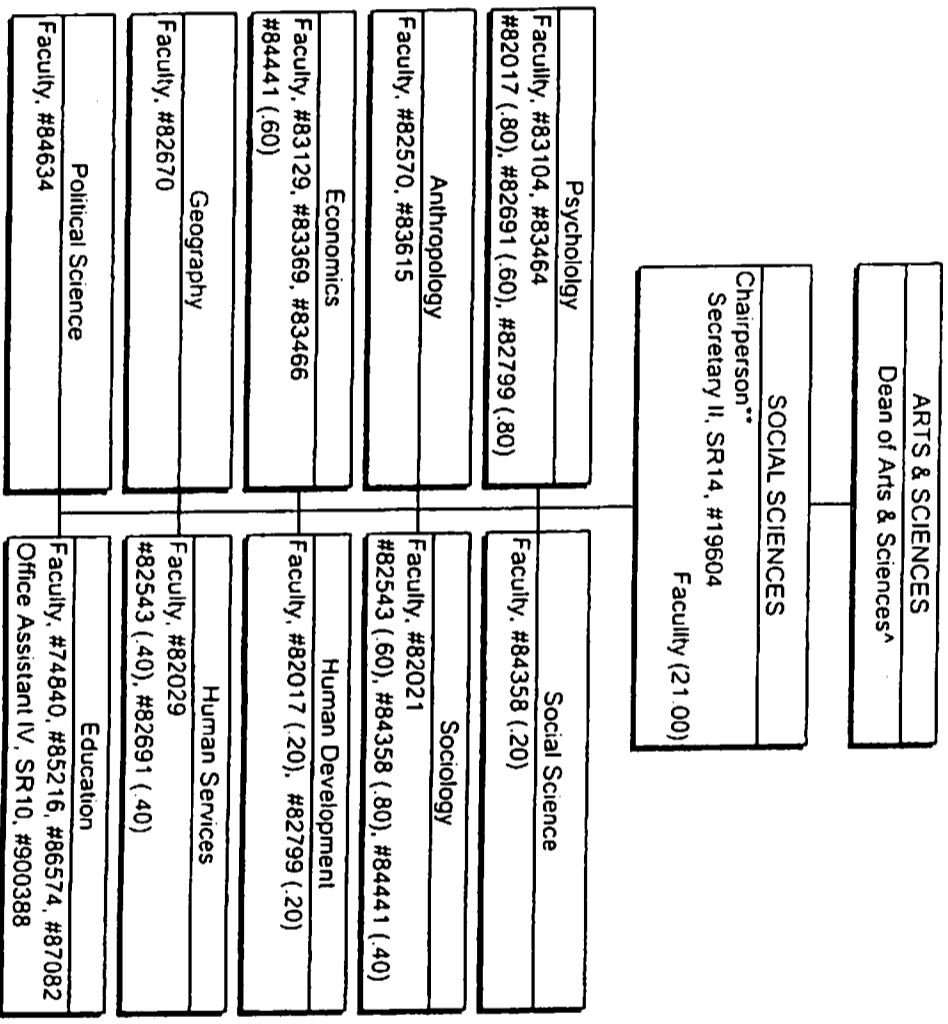 ARTS & SCIENCES
Dean of Arts & Sciences^
SOCIAL SCIENCES
Chairperson**
Secretary II, SR14, #19604
Facullty (21.00)
Psychololgy
Facullty, #83104, #83464
#82017 (.80), #82691 (.60), #82799 (.80)
Social Science
Faculty, #84358 (.20)
Anthropology
Faculty, #82570, #83615
Sociology
Faculty, #82021
#82543 (.60), #84358 (.80), #84441 (.40)
Economics
Faculty, #83129, #83369, #83466
#84441 (.60)
Human Development
Faculty, #82017 (.20), #82799 (.20)
Geography
Faculty, #82670
Human Services
Faculty, #82029
#82543 (.40), #82691 (.40)
Political Science
Faculty, #84634
Education
Faculty, #74840, #85216, #86574, #87082
Office Assistant IV, SR10, #900388